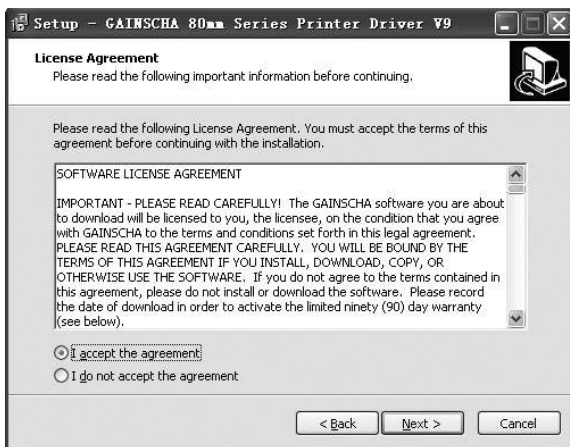 Setup - GAINSCHA 80mm Series Printer Driver V9
License Agreement
Please read the following important information before continuing.
Please read the following License Agreement. You must accept the terms of this
agreement before continuing with the installation.
SOFTWARE LICENSE AGREEMENT
IMPORTANT - PLEASE READ CAREFULLY!  The GAINSCHA software you are about
to download will be licensed to you, the licensee, on the condition that you agree
with GAINSCHA to the terms and conditions set forth in this legal agreement.
PLEASE READ THIS AGREEMENT CAREFULLY.  YOU WILL BE BOUND BY THE
TERMS OF THIS AGREEMENT IF YOU INSTALL, DOWNLOAD, COPY, OR
OTHERWISE USE THE SOFTWARE.  If you do not agree to the terms contained in
this agreement, please do not install or download the software.  Please record
the date of download in order to activate the limited ninety (90) day warranty
(see below).
I accept the agreement
I do not accept the agreement
< Back
Next >
Cancel